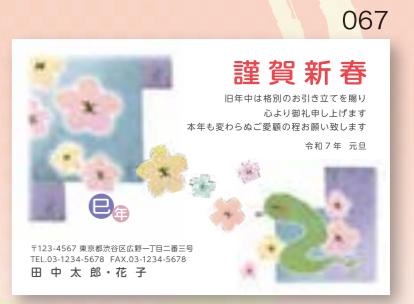 067
謹賀新春
旧年中は格別のお引き立てを賜り
心より御礼申し上げます
本年も変わらぬご愛顧の程お願い致します
令和7年 元旦
巳年
〒123-4567 東京都渋谷区広野一丁目二番三号
TEL.03-1234-5678 FAX.03-1234-5678
田中太郎・花子